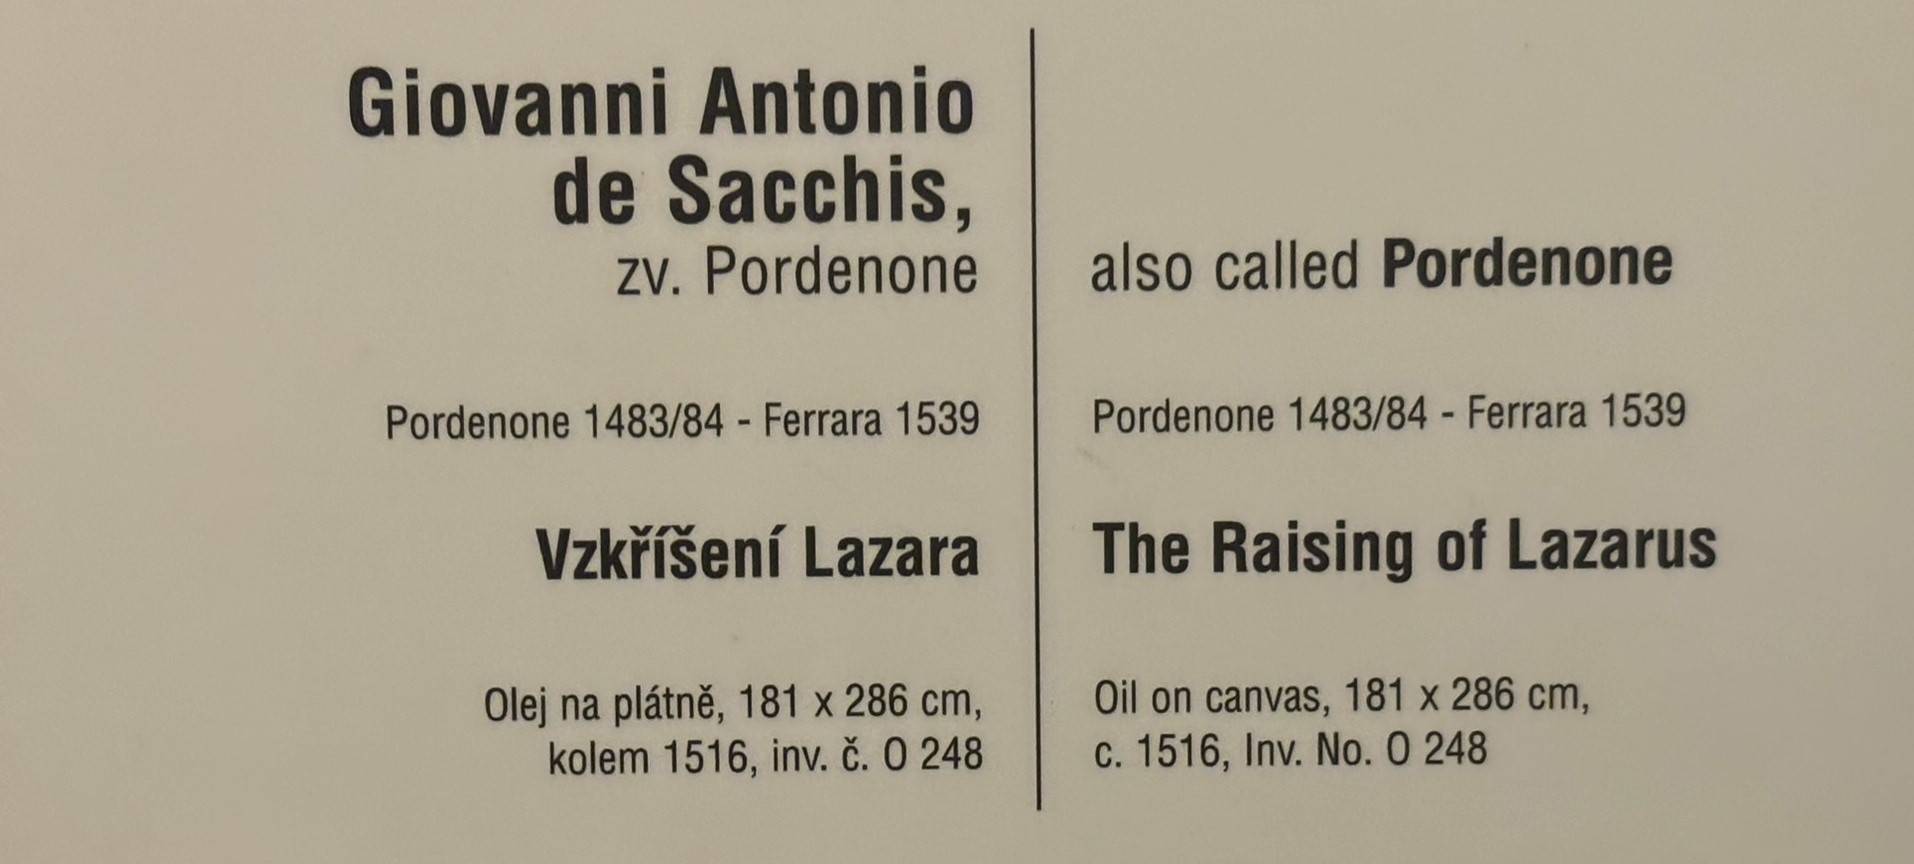 Giovanni Antonio
de Sacchis,
zv. Pordenone
Pordenone 1483/84 - Ferrara 1539
Vzkříšení Lazara
Olej na plátně, 181 x 286 cm,
kolem 1516, inv. č. O 248
also called Pordenone
Pordenone 1483/84 - Ferrara 1539
The Raising of Lazarus
Oil on canvas, 181 x 286 cm,
c. 1516, Inv. No. O 248